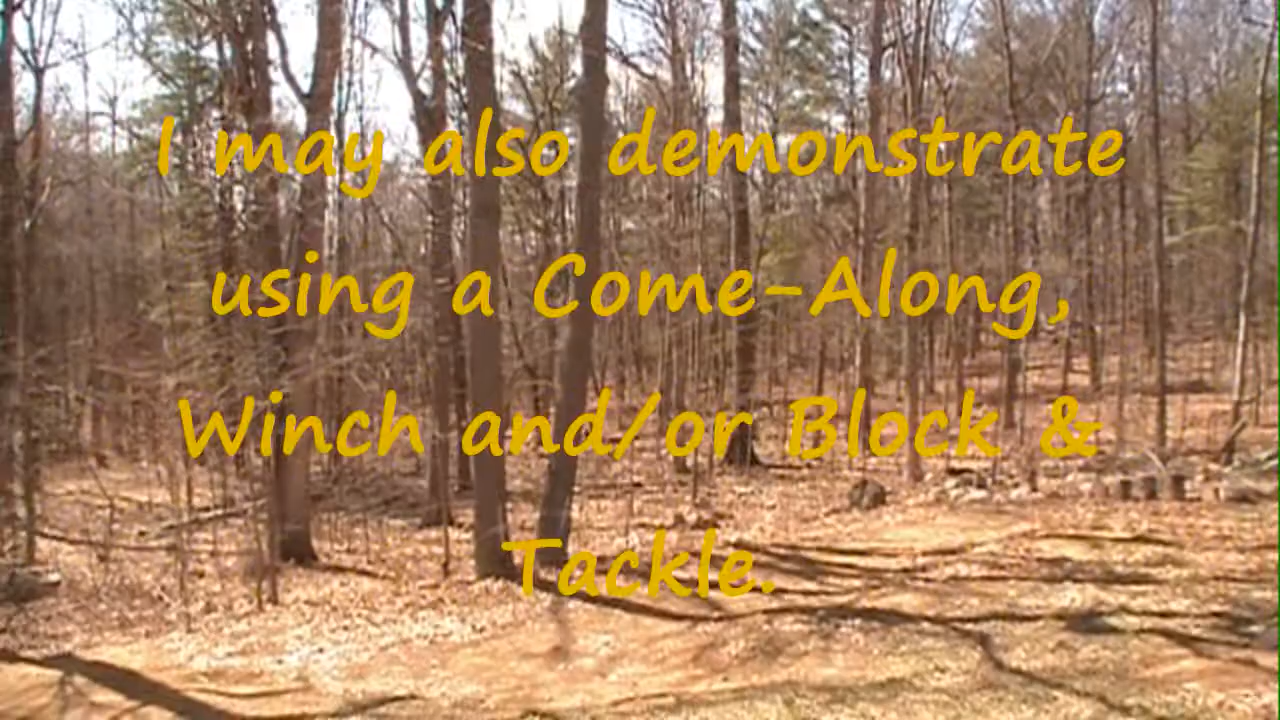 I may also demonstrate
using a Come-Along,
Winch and/or Block &
Tackle.